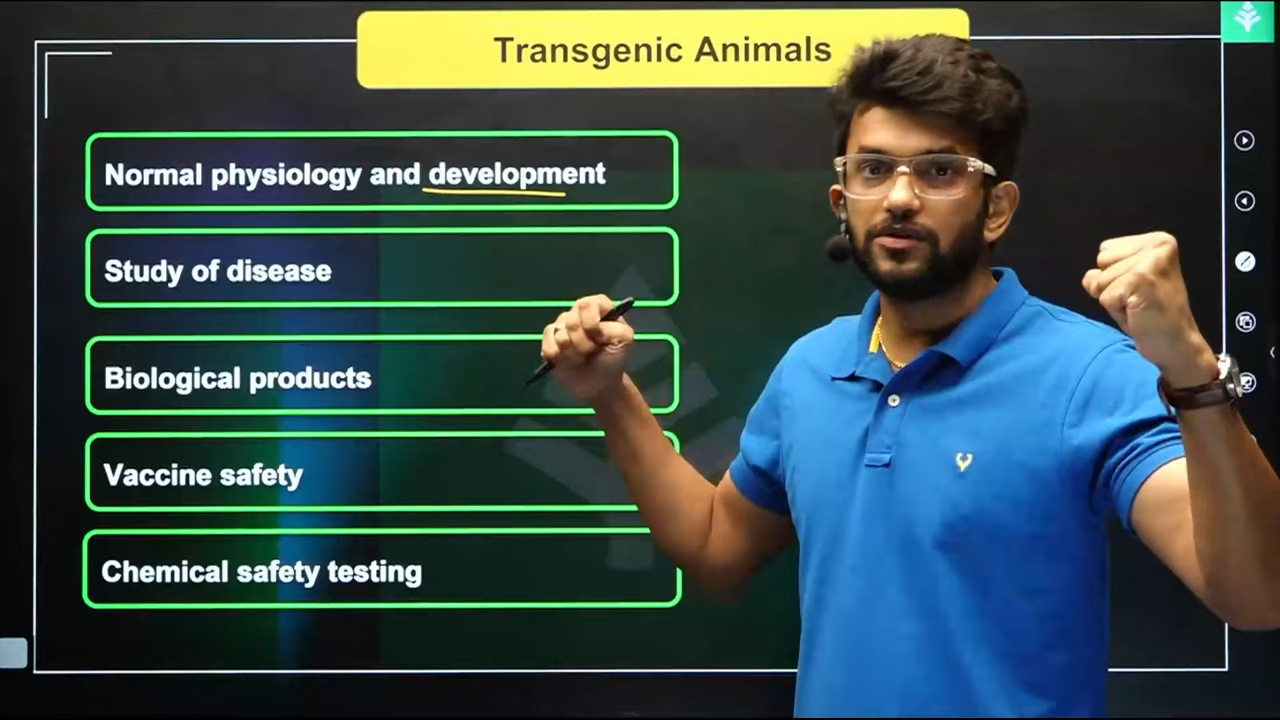 Transgenic Animals
Normal physiology and development
Study of disease
Biological products
Vaccine safety
Chemical safety testing